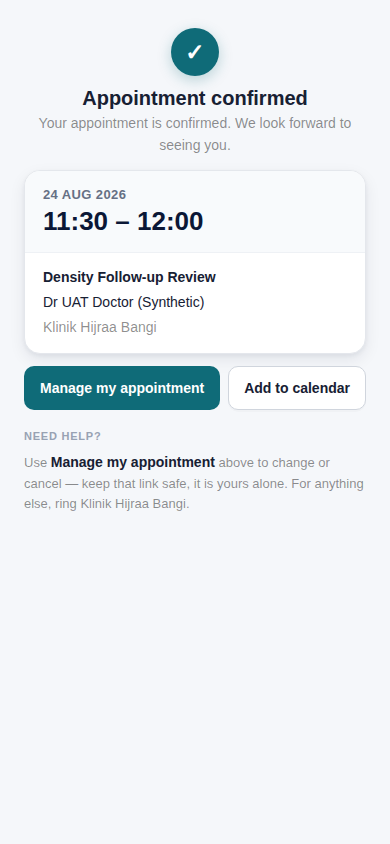 ✓
Appointment confirmed
Your appointment is confirmed. We look forward to
seeing you.
24 AUG 2026
11:30 – 12:00
Density Follow-up Review
Dr UAT Doctor (Synthetic)
Klinik Hijraa Bangi
Manage my appointment
Add to calendar
NEED HELP?
Use Manage my appointment above to change or
cancel — keep that link safe, it is yours alone. For anything
else, ring Klinik Hijraa Bangi.